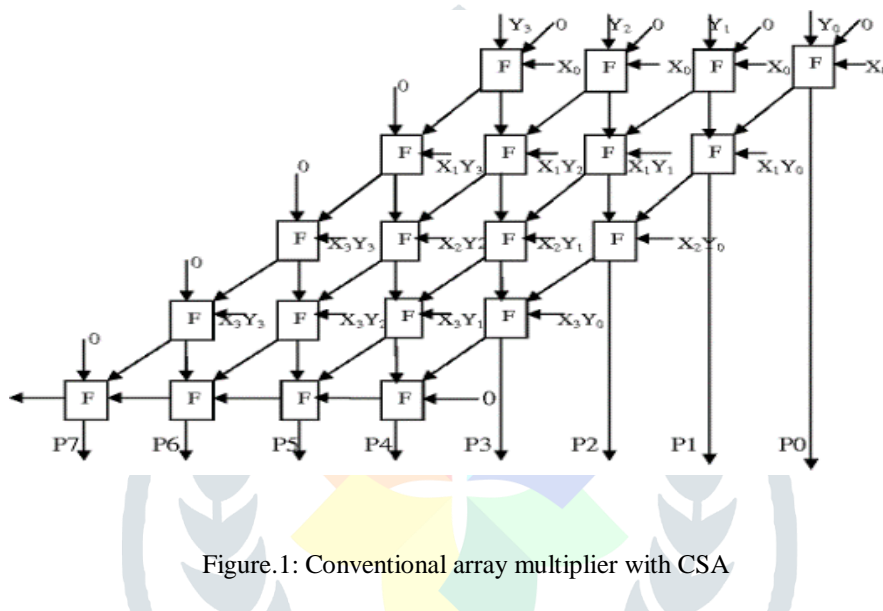 Y₃ 0 Y₂ 0 Y₁ 0 Y₀ 0
F X₀ F X₀ F X₀ F
0
F X₁Y₃ F X₁Y₂ F X₁Y₁ F X₁Y₀
0
F X₃Y₃ F X₂Y₂ F X₂Y₁ F X₂Y₀
0
F X₃Y₃ F X₃Y₂ F X₃Y₁ F X₃Y₀
0
F F F F 0
P7 P6 P5 P4 P3 P2 P1 P0
Figure.1: Conventional array multiplier with CSA